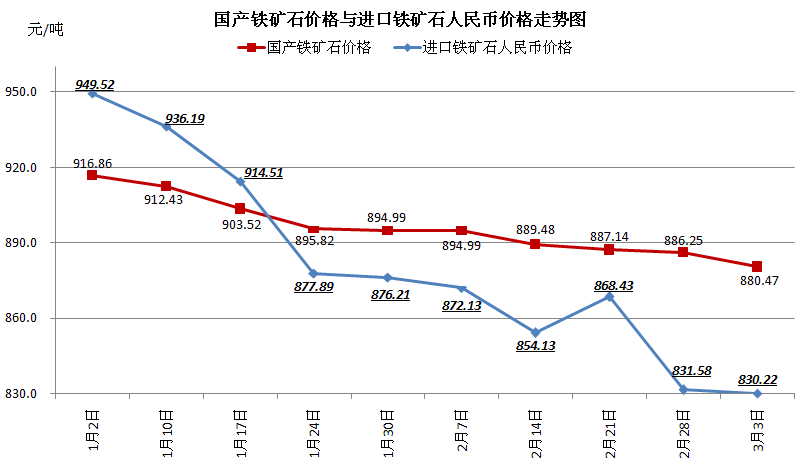 国产铁矿石价格与进口铁矿石人民币价格走势图
元/吨
国产铁矿石价格 进口铁矿石人民币价格
950.0
920.0
890.0
860.0
830.0
949.52
936.19
914.51
877.89
876.21
872.13
854.13
868.43
831.58
830.22
916.86
912.43
903.52
895.82
894.99
894.99
889.48
887.14
886.25
880.47
1月2日
1月10日
1月17日
1月24日
1月30日
2月7日
2月14日
2月21日
2月28日
3月3日